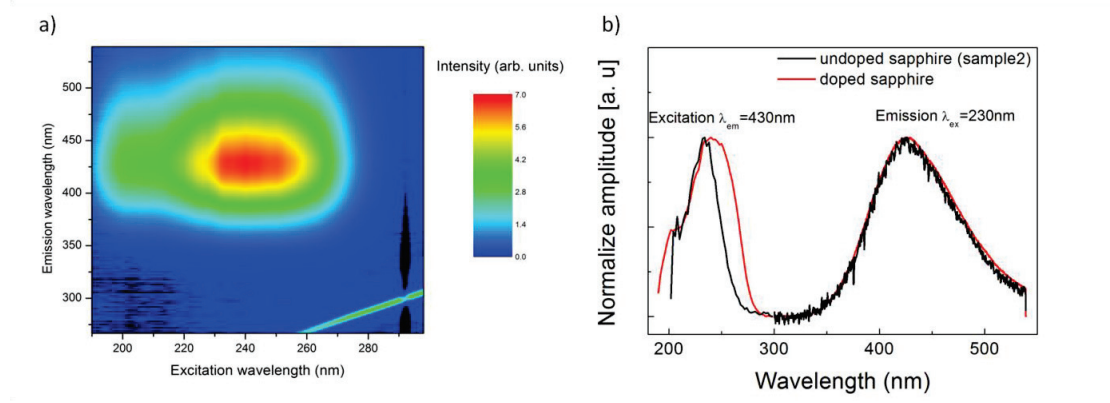 a)
Intensity (arb. units)
7.0
5.6
4.2
2.8
1.4
0.0
500
450
400
350
300
Emission wavelength (nm)
200 220 240 260 280
Excitation wavelength (nm)
b)
undoped sapphire (sample2)
doped sapphire
Excitation λem=430nm
Emission λex=230nm
Normalize amplitude [a. u]
200 300 400 500
Wavelength (nm)